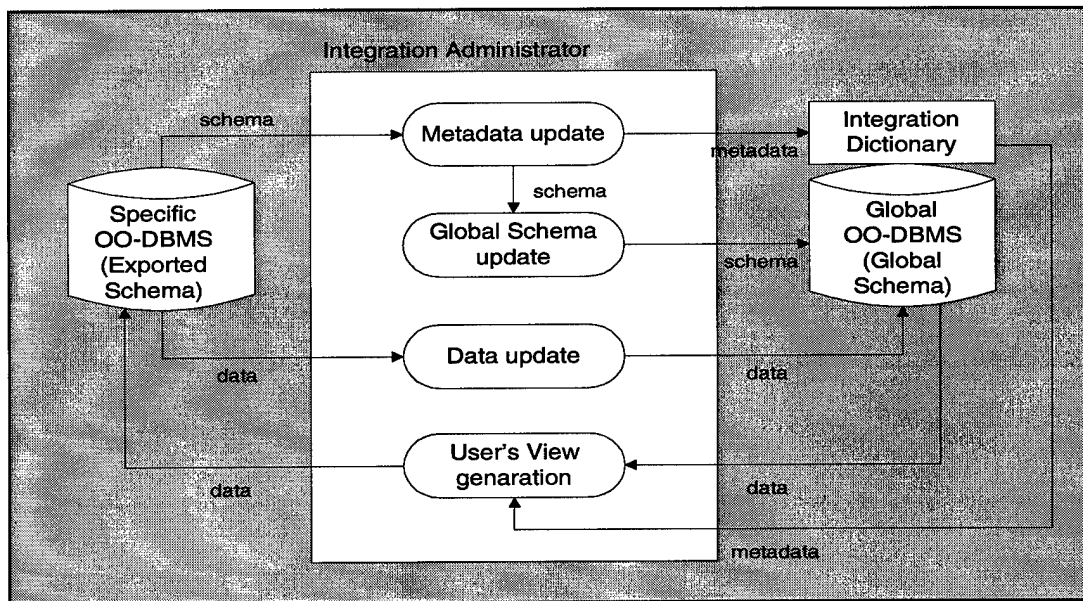 Integration Administrator
schema
Metadata update
metadata
Integration
Dictionary
schema
Specific
OO-DBMS
(Exported
Schema)
Global Schema
update
schema
Global
OO-DBMS
(Global
Schema)
data
Data update
data
User's View
genaration
data
data
metadata